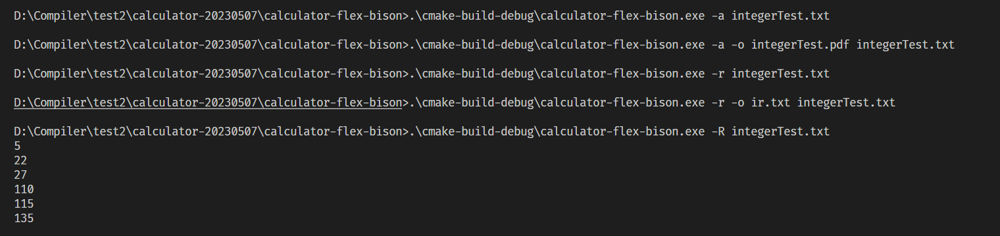 D:\Compiler\test2\calculator-20230507\calculator-flex-bison>.\cmake-build-debug\calculator-flex-bison.exe -a integerTest.txt
D:\Compiler\test2\calculator-20230507\calculator-flex-bison>.\cmake-build-debug\calculator-flex-bison.exe -a -o integerTest.pdf integerTest.txt
D:\Compiler\test2\calculator-20230507\calculator-flex-bison>.\cmake-build-debug\calculator-flex-bison.exe -r integerTest.txt
D:\Compiler\test2\calculator-20230507\calculator-flex-bison>.\cmake-build-debug\calculator-flex-bison.exe -r -o ir.txt integerTest.txt
D:\Compiler\test2\calculator-20230507\calculator-flex-bison>.\cmake-build-debug\calculator-flex-bison.exe -R integerTest.txt
5
22
27
110
115
135